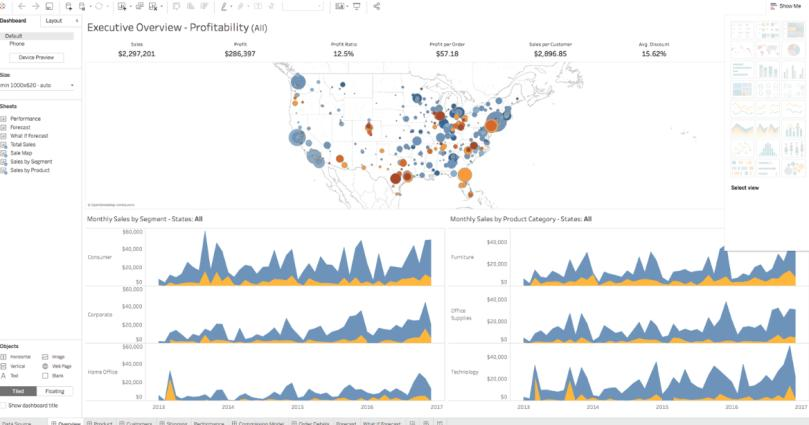 Dashboard Layout
Show Me
Default
Phone
Device Preview
Size
min 1000x620 - auto
Sheets
Performance
Forecast
What If Forecast
Total Sales
Sale Map
Sales by Segment
Sales by Product
Objects
Horizontal Image
Vertical Web Page
Text Blank
Tiled Floating
Show dashboard title
Executive Overview - Profitability (All)
Sales Profit Profit Ratio Profit per Order Sales per Customer Avg. Discount
$2,297,201 $286,397 12.5% $57.18 $2,896.85 15.62%
© OpenStreetMap contributors
Select view
Monthly Sales by Segment - States: All
Consumer
$60,000
$40,000
$20,000
$0
Corporate
$60,000
$40,000
$20,000
$0
Home Office
$60,000
$40,000
$20,000
$0
2013 2014 2015 2016 2017
Monthly Sales by Product Category - States: All
Furniture
$40,000
$20,000
$0
Office
Supplies
$40,000
$20,000
$0
Technology
$40,000
$20,000
$0
2013 2014 2015 2016 2017
Data Source Overview Product Customers Shipping Performance Commission Model Order Details Forecast What If Forecast